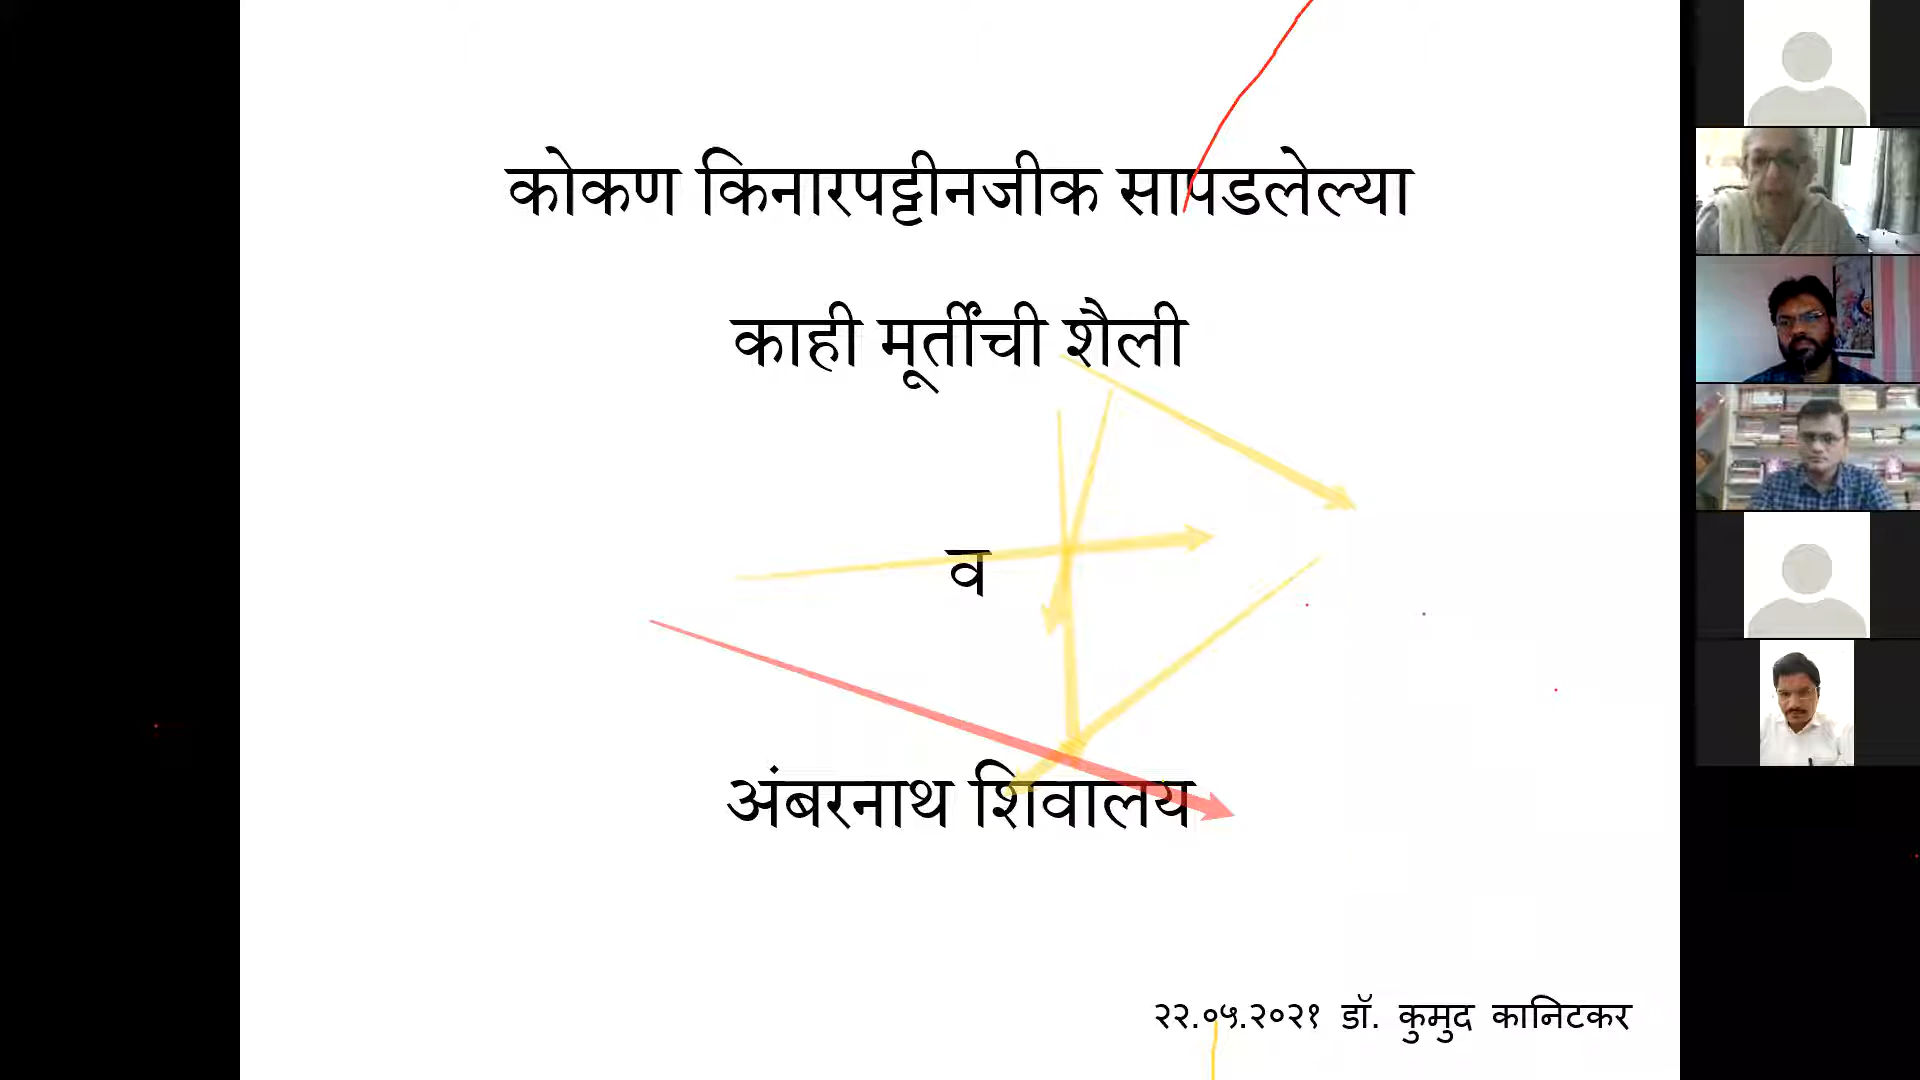 कोकण किनारपट्टीनजीक सापडलेल्या
काही मूर्तींची शैली
व
अंबरनाथ शिवालय
२२.०५.२०२१ डॉ. कुमुद कानिटकर